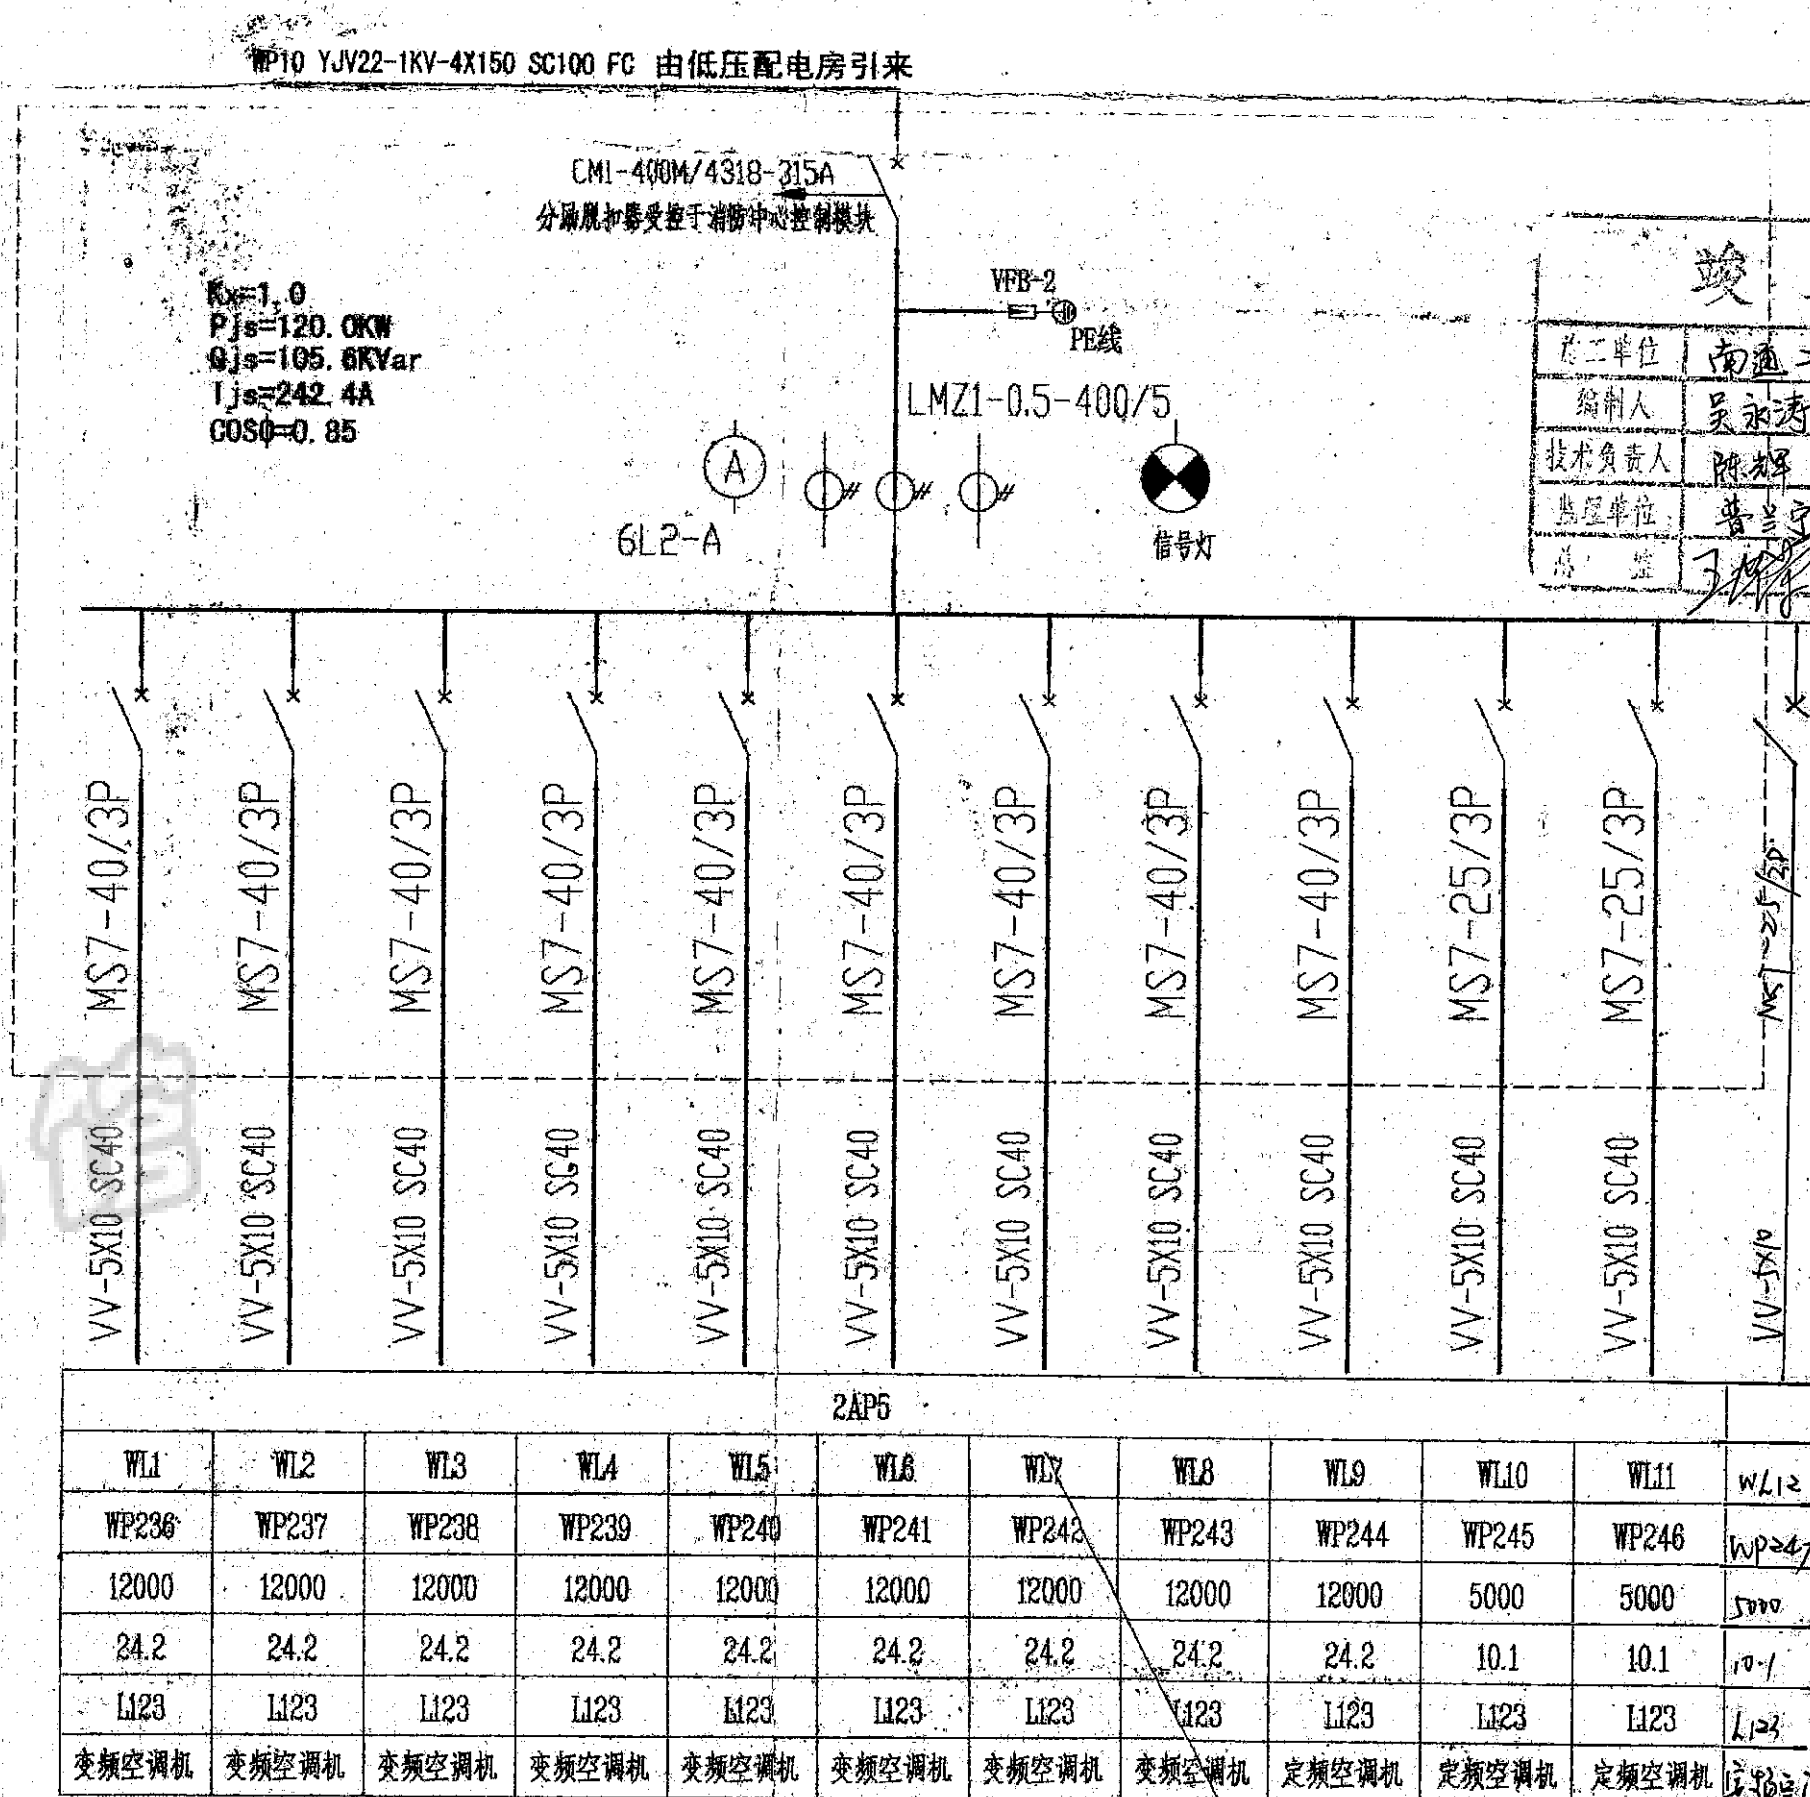 WP10 YJV22-1KV-4X150 SC100 FC 由低压配电房引来
CM1-400M/4318-315A
分励脱扣器受控于消防中心控制模块
Kx=1.0
Pjs=120.0KW
Qjs=105.6KVar
Ijs=242.4A
COSΦ=0.85
VFB-2
PE线
LMZ1-0.5-400/5
A
6L2-A
信号灯
竣
单位 南通
编制人 吴永涛
技术负责人 陈辉
监理单位 普兰宁
总 监
MS7-40/3P MS7-40/3P MS7-40/3P MS7-40/3P MS7-40/3P MS7-40/3P MS7-40/3P MS7-40/3P MS7-40/3P MS7-25/3P MS7-25/3P
VV-5X10 SC40 VV-5X10 SC40 VV-5X10 SC40 VV-5X10 SC40 VV-5X10 SC40 VV-5X10 SC40 VV-5X10 SC40 VV-5X10 SC40 VV-5X10 SC40 VV-5X10 SC40 VV-5X10 SC40 VV-5X10
2AP5
WL1 WL2 WL3 WL4 WL5 WL6 WL7 WL8 WL9 WL10 WL11 WL12
WP236 WP237 WP238 WP239 WP240 WP241 WP242 WP243 WP244 WP245 WP246 WP247
12000 12000 12000 12000 12000 12000 12000 12000 12000 5000 5000 5000
24.2 24.2 24.2 24.2 24.2 24.2 24.2 24.2 24.2 10.1 10.1 10.1
L123 L123 L123 L123 L123 L123 L123 L123 L123 L123 L123 L123
变频空调机 变频空调机 变频空调机 变频空调机 变频空调机 变频空调机 变频空调机 变频空调机 定频空调机 定频空调机 定频空调机